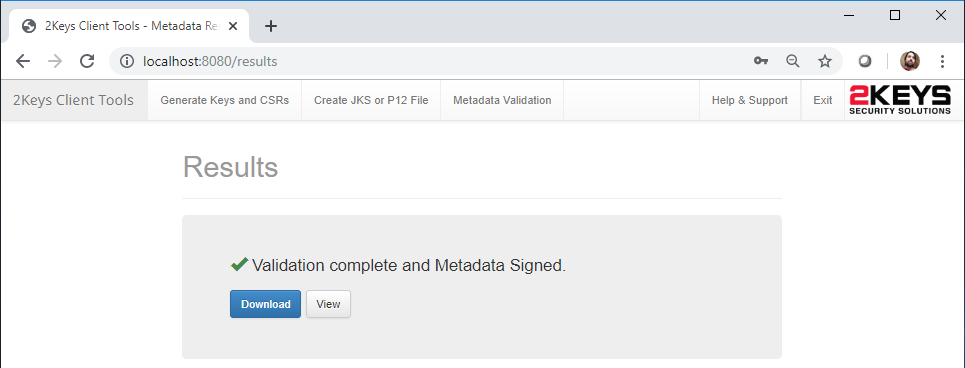 2Keys Client Tools - Metadata Re
localhost:8080/results
2Keys Client Tools
Generate Keys and CSRs
Create JKS or P12 File
Metadata Validation
Help & Support
Exit
2KEYS
SECURITY SOLUTIONS
Results
Validation complete and Metadata Signed.
Download
View